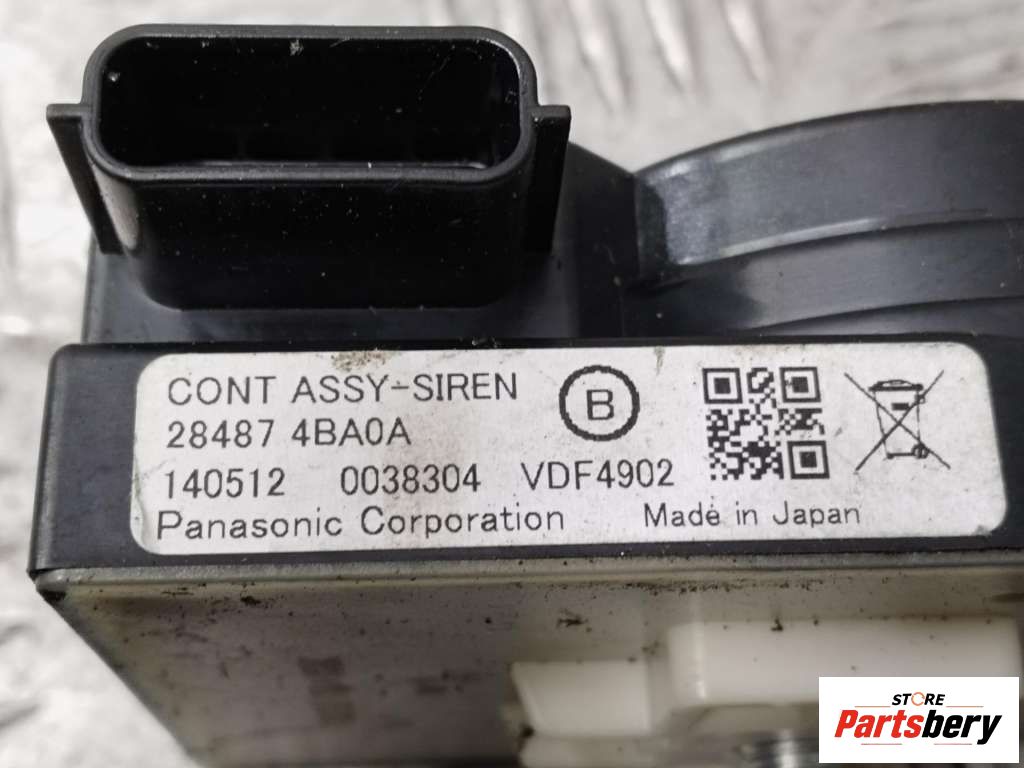 CONT ASSY-SIREN
B
28487 4BA0A
140512 0038304 VDF4902
Panasonic Corporation Made in Japan
STORE
Partsbery